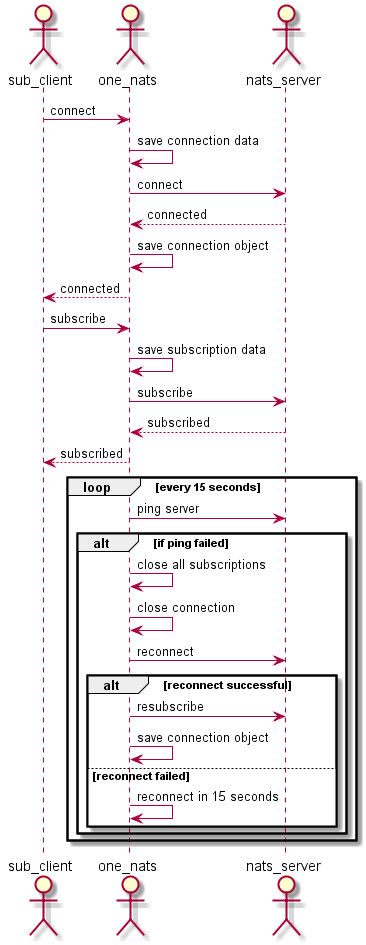 sub_client one_nats nats_server
connect
save connection data
connect
connected
save connection object
connected
subscribe
save subscription data
subscribe
subscribed
subscribed
loop [every 15 seconds]
ping server
alt [if ping failed]
close all subscriptions
close connection
reconnect
alt [reconnect successful]
resubscribe
save connection object
[reconnect failed]
reconnect in 15 seconds
sub_client one_nats nats_server